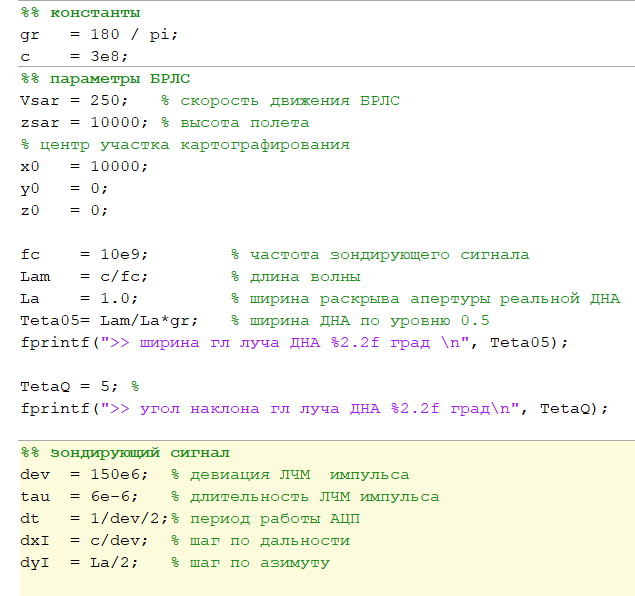 %% константы
gr   = 180 / pi;
c    = 3e8;
%% параметры БРЛС
Vsar = 250;   % скорость движения БРЛС
zsar = 10000; % высота полета
% центр участка картографирования
x0   = 10000;
y0   = 0;
z0   = 0;
fc    = 10e9;        % частота зондирующего сигнала
Lam   = c/fc;        % длина волны
La    = 1.0;         % ширина раскрыва апертуры реальной ДНА
Teta05= Lam/La*gr;   % ширина ДНА по уровню 0.5
fprintf(">> ширина гл луча ДНА %2.2f град \n", Teta05);
TetaQ = 5; %
fprintf(">> угол наклона гл луча ДНА %2.2f град\n", TetaQ);
%% зондирующий сигнал
dev  = 150e6;  % девиация ЛЧМ  импульса
tau  = 6e-6;   % длительность ЛЧМ импульса
dt   = 1/dev/2;% период работы АЦП
dxI  = c/dev;  % шаг по дальности
dyI  = La/2;   % шаг по азимуту